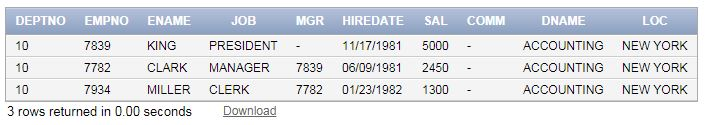 DEPTNO EMPNO ENAME JOB MGR HIREDATE SAL COMM DNAME LOC
10 7839 KING PRESIDENT - 11/17/1981 5000 - ACCOUNTING NEW YORK
10 7782 CLARK MANAGER 7839 06/09/1981 2450 - ACCOUNTING NEW YORK
10 7934 MILLER CLERK 7782 01/23/1982 1300 - ACCOUNTING NEW YORK
3 rows returned in 0.00 seconds Download